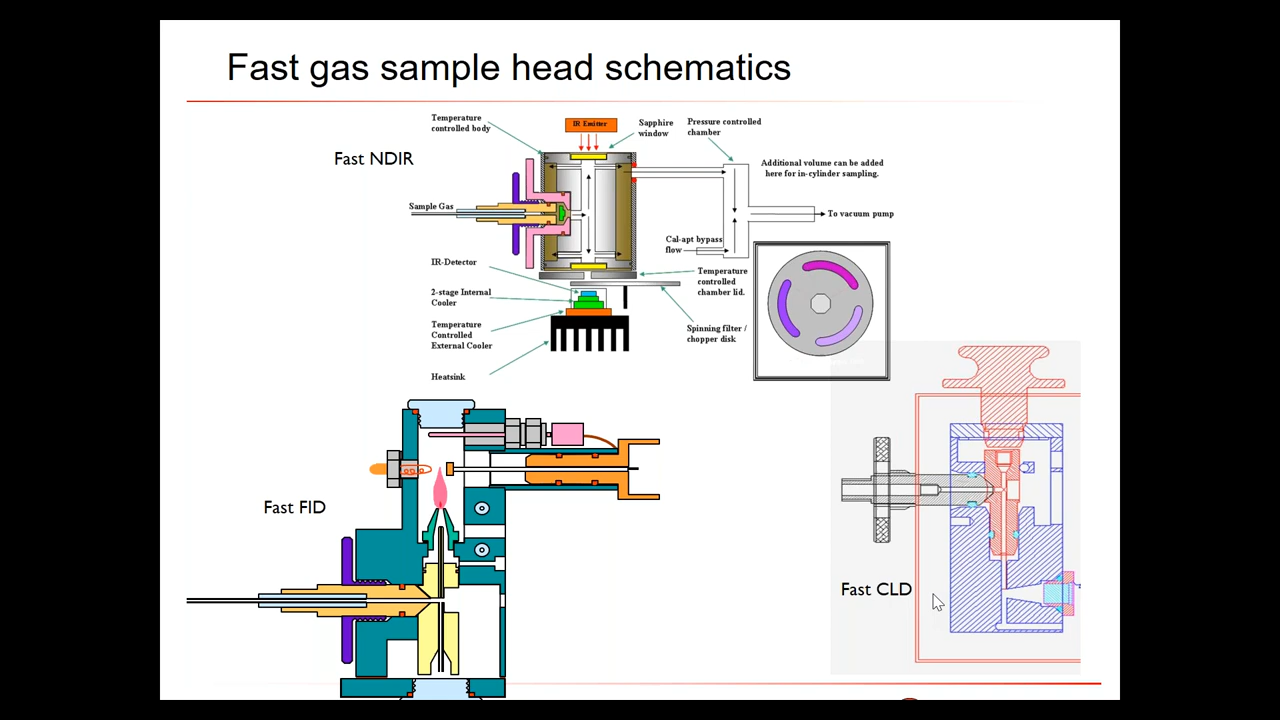 Fast gas sample head schematics
Fast NDIR
Temperature
controlled body
IR Emitter
Sapphire
window
Pressure controlled
chamber
Additional volume can be added
here for in-cylinder sampling.
Sample Gas
To vacuum pump
Cal-apt bypass
flow
IR-Detector
Temperature
controlled
chamber lid.
2-stage Internal
Cooler
Temperature
Controlled
External Cooler
Spinning filter /
chopper disk
Heatsink
Fast FID
Fast CLD